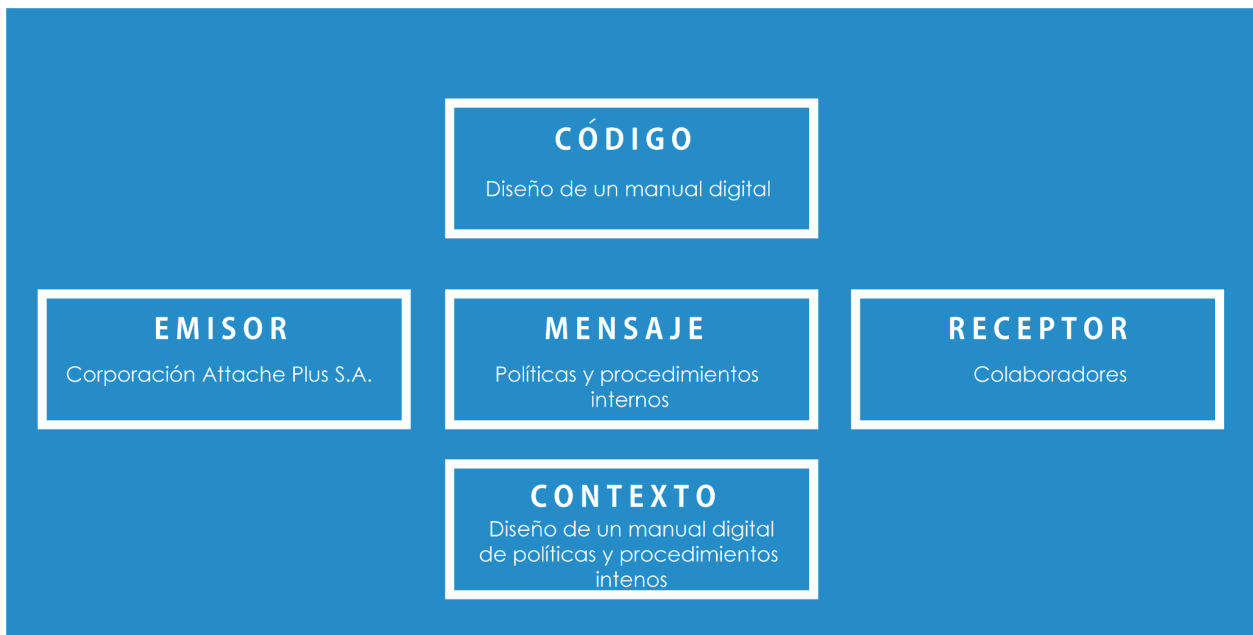 CÓDIGO
Diseño de un manual digital
EMISOR
Corporación Attache Plus S.A.
MENSAJE
Políticas y procedimientos
internos
RECEPTOR
Colaboradores
CONTEXTO
Diseño de un manual digital
de políticas y procedimientos
intenos